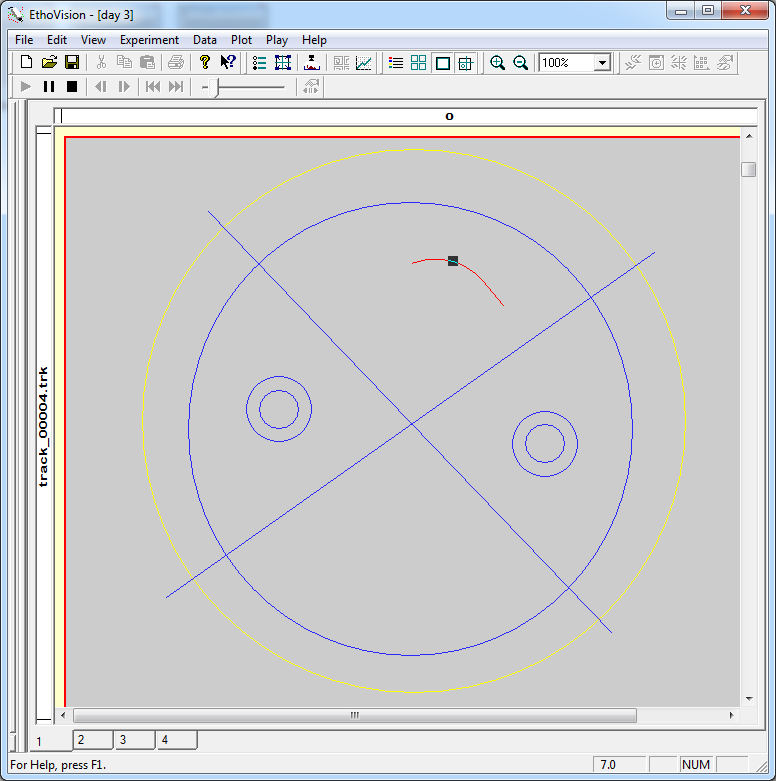 EthoVision - [day 3]
File Edit View Experiment Data Plot Play Help
100%
o
track_00004.trk
1 2 3 4
For Help, press F1. 7.0 NUM